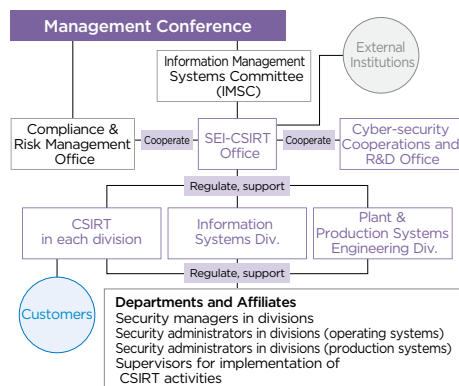 Management Conference
Information Management
Systems Committee
(IMSC)
External
Institutions
Compliance &
Risk Management
Office
Cooperate
SEI-CSIRT
Office
Cooperate
Cyber-security
Cooperations and
R&D Office
Regulate, support
CSIRT
in each division
Information
Systems Div.
Plant &
Production Systems
Engineering Div.
Regulate, support
Customers
Departments and Affiliates
Security managers in divisions
Security administrators in divisions (operating systems)
Security administrators in divisions (production systems)
Supervisors for implementation of
CSIRT activities